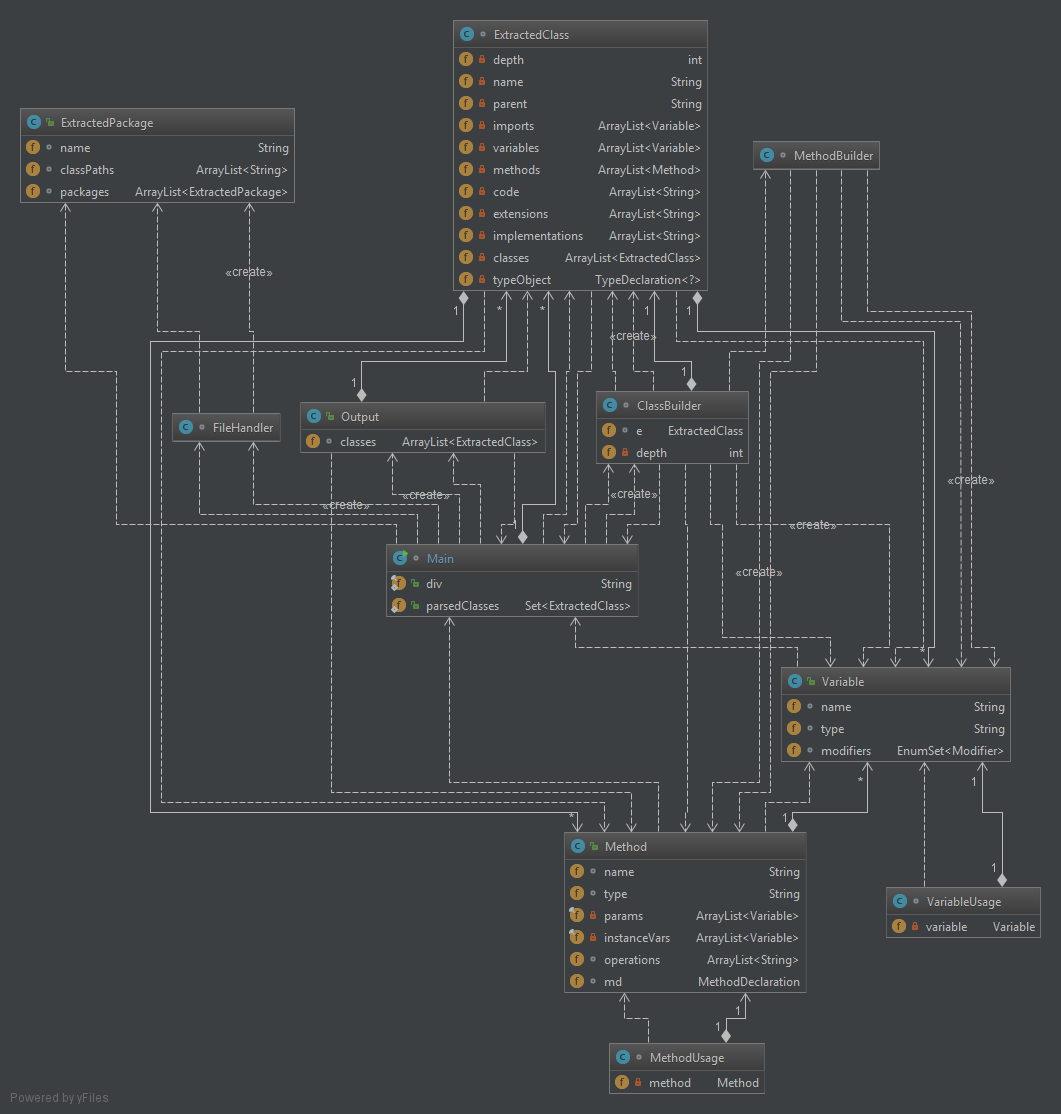 ExtractedClass
depth int
name String
parent String
imports ArrayList<Variable>
variables ArrayList<Variable>
methods ArrayList<Method>
code ArrayList<String>
extensions ArrayList<String>
implementations ArrayList<String>
classes ArrayList<ExtractedClass>
typeObject TypeDeclaration<?>
ExtractedPackage
name String
classPaths ArrayList<String>
packages ArrayList<ExtractedPackage>
MethodBuilder
«create»
1 * * 1 1
«create»
1 1
FileHandler
Output
classes ArrayList<ExtractedClass>
ClassBuilder
e ExtractedClass
depth int
«create»
«create»
«create»
«create»
«create»
1
Main
div String
parsedClasses Set<ExtractedClass>
«create»
*
Variable
name String
type String
modifiers EnumSet<Modifier>
* 1
* 1
1
Method
name String
type String
params ArrayList<Variable>
instanceVars ArrayList<Variable>
operations ArrayList<String>
md MethodDeclaration
VariableUsage
variable Variable
1
1
MethodUsage
method Method
Powered by yFiles